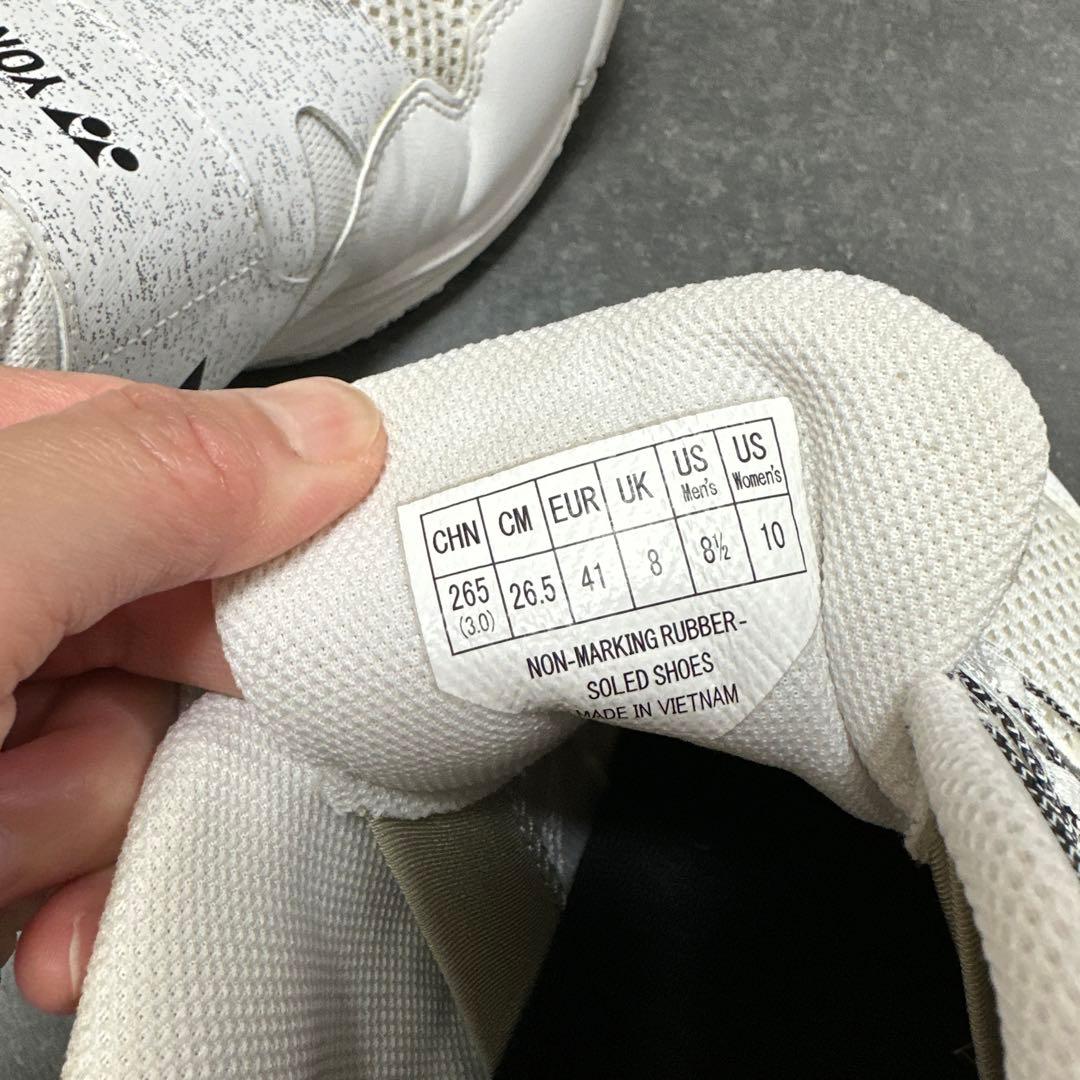 YON
CHN CM EUR UK US Men's US Women's
265 (3.0) 26.5 41 8 8½ 10
NON-MARKING RUBBER-
SOLED SHOES
MADE IN VIETNAM